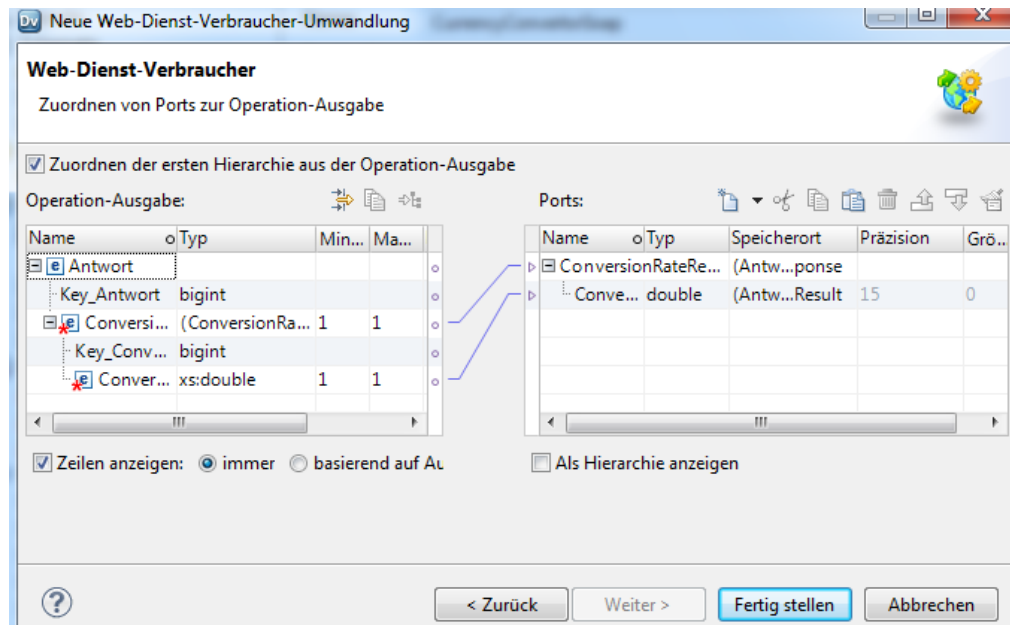 Dv Neue Web-Dienst-Verbraucher-Umwandlung
Web-Dienst-Verbraucher
Zuordnen von Ports zur Operation-Ausgabe
Zuordnen der ersten Hierarchie aus der Operation-Ausgabe
Operation-Ausgabe: Ports:
Name Typ Min... Ma... Name Typ Speicherort Präzision Grö...
e Antwort ConversionRateRe... (Antw...ponse
Key_Antwort bigint Conve... double (Antw...Result 15 0
e Conversi... (ConversionRa... 1 1
Key_Conv... bigint
e Conver... xs:double 1 1
Zeilen anzeigen: immer basierend auf Au Als Hierarchie anzeigen
? < Zurück Weiter > Fertig stellen Abbrechen